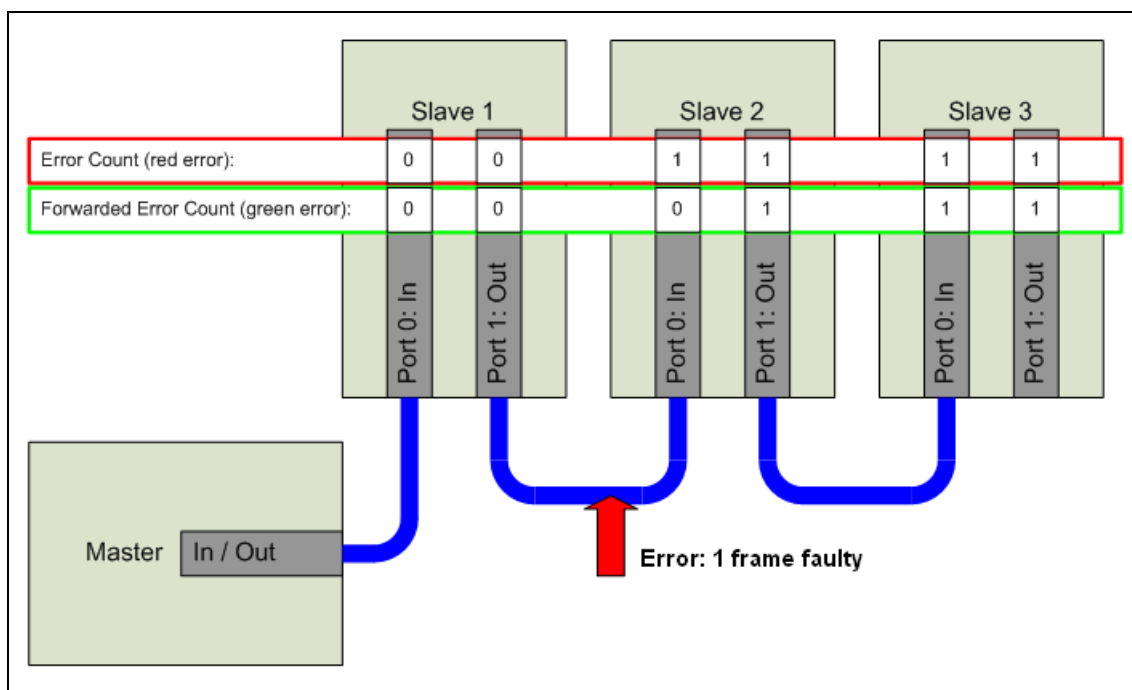 Slave 1
Slave 2
Slave 3
Error Count (red error):
0
0
1
1
1
1
Forwarded Error Count (green error):
0
0
0
1
1
1
Port 0: In
Port 1: Out
Port 0: In
Port 1: Out
Port 0: In
Port 1: Out
Master
In / Out
Error: 1 frame faulty